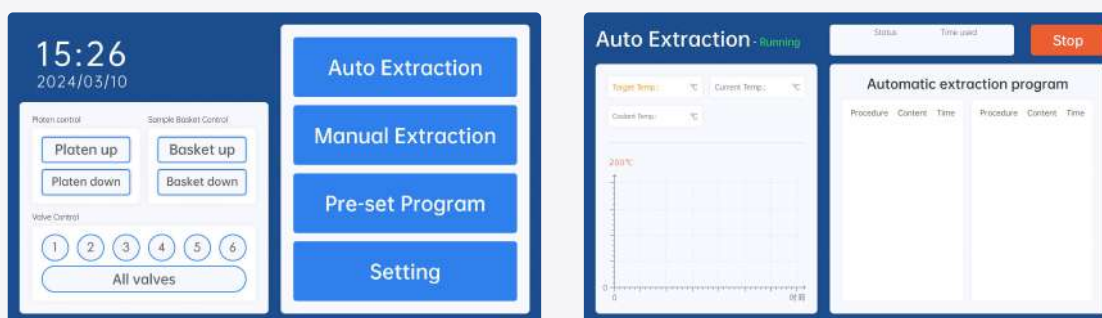 15:26
2024/03/10
Platen control
Sample Basket Control
Platen up
Basket up
Platen down
Basket down
Valve Control
1 2 3 4 5 6
All valves
Auto Extraction
Manual Extraction
Pre-set Program
Setting
Auto Extraction - Running
Status Time used
Stop
Target Temp.: ℃ Current Temp.: ℃
Coolant Temp.: ℃
280℃
0
0
时间
Automatic extraction program
Procedure Content Time Procedure Content Time